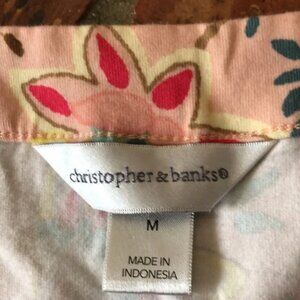 christopher & banks®
M
MADE IN
INDONESIA